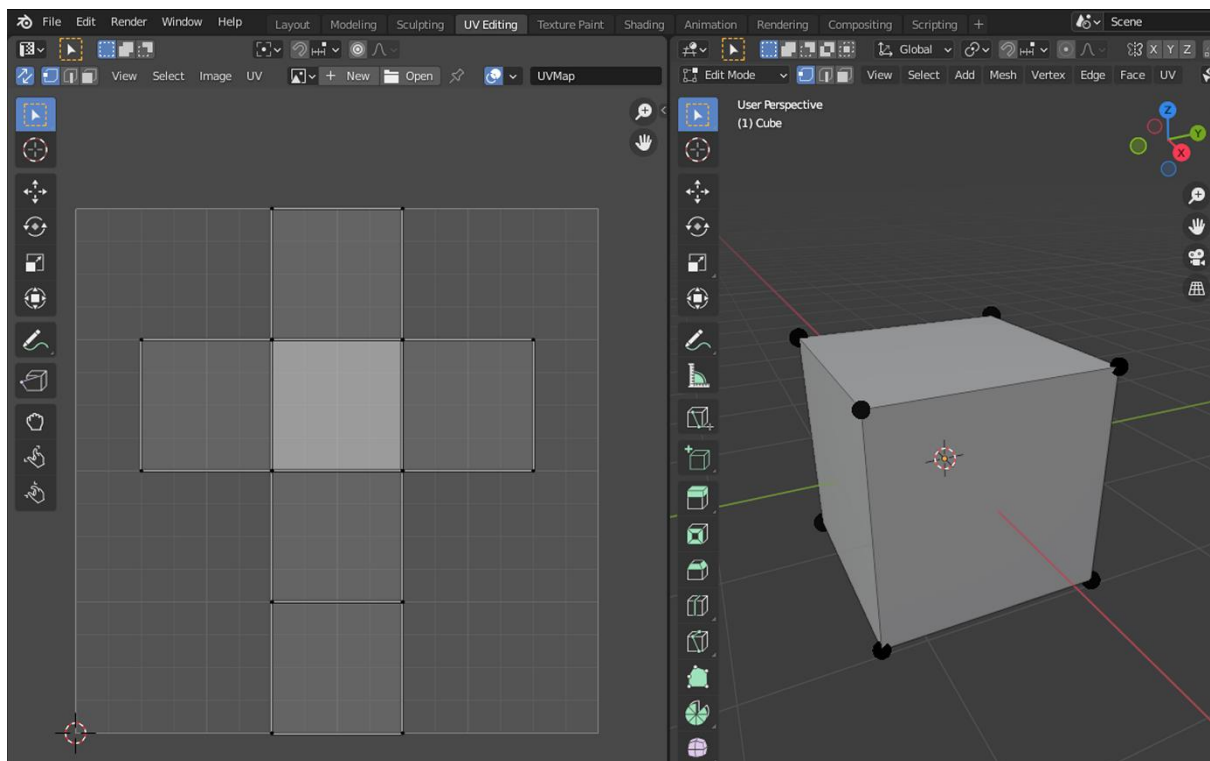 File Edit Render Window Help Layout Modeling Sculpting UV Editing Texture Paint Shading Animation Rendering Compositing Scripting + Scene
Global X Y Z
View Select Image UV + New Open UVMap Edit Mode View Select Add Mesh Vertex Edge Face UV
User Perspective
(1) Cube
Z
Y
X